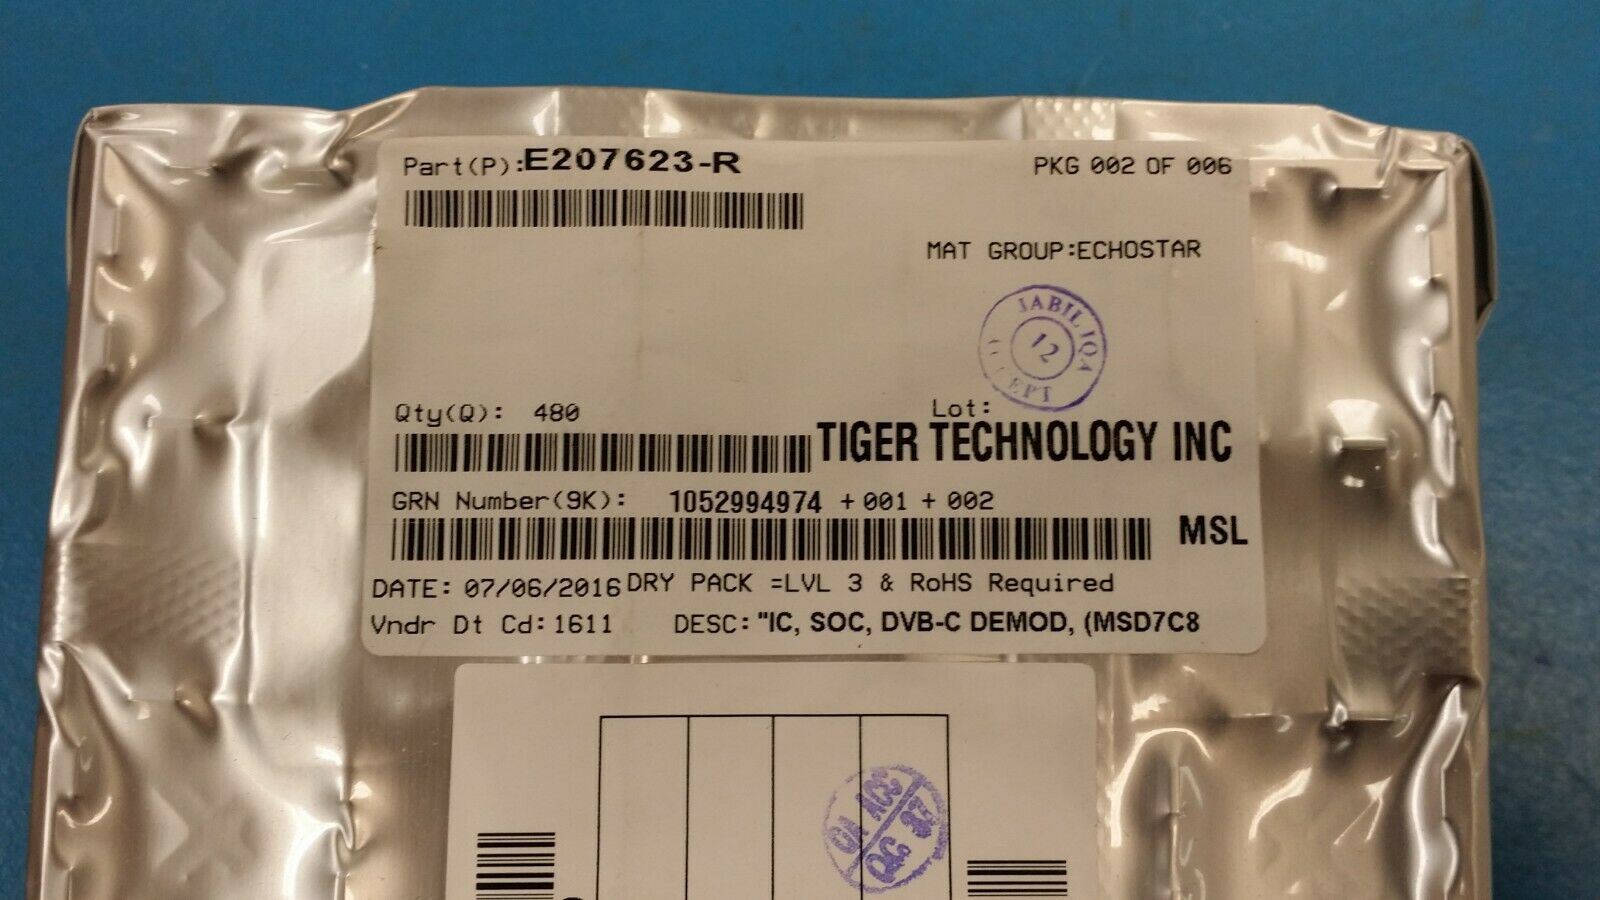 Part(P):E207623-R
PKG 002 OF 006
MAT GROUP:ECHOSTAR
JABIL IQA
12
Qty(Q): 480
Lot:
TIGER TECHNOLOGY INC
GRN Number(9K): 1052994974 +001 + 002
MSL
DATE: 07/06/2016 DRY PACK =LVL 3 & RoHS Required
Vndr Dt Cd:1611 DESC: "IC, SOC, DVB-C DEMOD, (MSD7C8
ACC
QC